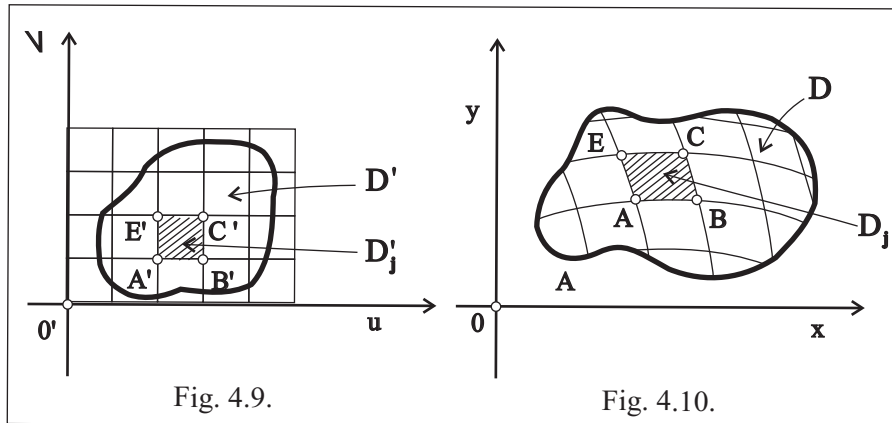 V
D'
E'
C'
D'j
A'
B'
0'
u
Fig. 4.9.
y
D
E
C
A
B
Dj
A
0
x
Fig. 4.10.